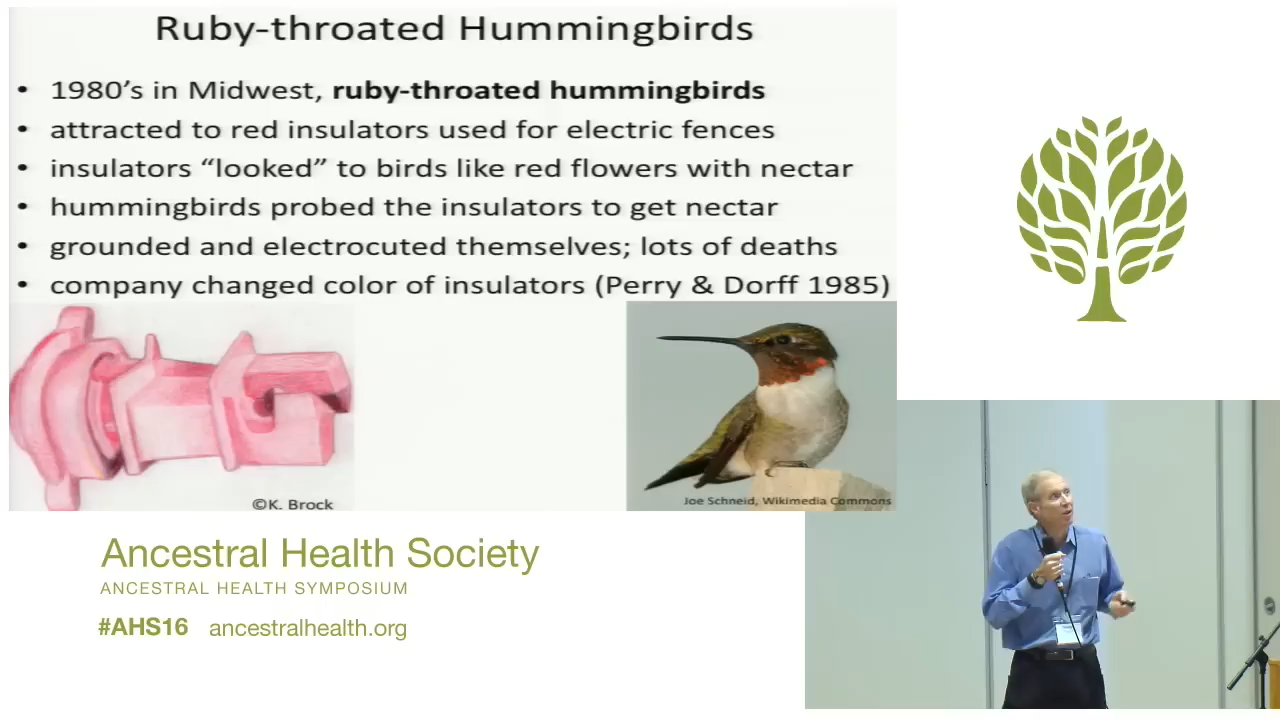 Ruby-throated Hummingbirds
• 1980's in Midwest, ruby-throated hummingbirds
• attracted to red insulators used for electric fences
• insulators “looked” to birds like red flowers with nectar
• hummingbirds probed the insulators to get nectar
• grounded and electrocuted themselves; lots of deaths
• company changed color of insulators (Perry & Dorff 1985)
©K. Brock
Joe Schneid, Wikimedia Commons
Ancestral Health Society
ANCESTRAL HEALTH SYMPOSIUM
#AHS16 ancestralhealth.org